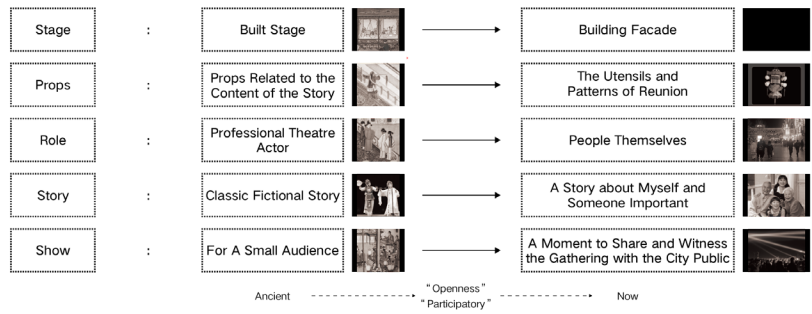 Stage : Built Stage Building Facade
Props : Props Related to the
Content of the Story
The Utensils and
Patterns of Reunion
Role : Professional Theatre
Actor
People Themselves
Story : Classic Fictional Story
A Story about Myself and
Someone Important
Show : For A Small Audience
A Moment to Share and Witness
the Gathering with the City Public
Ancient
"Openness"
"Participatory"
Now